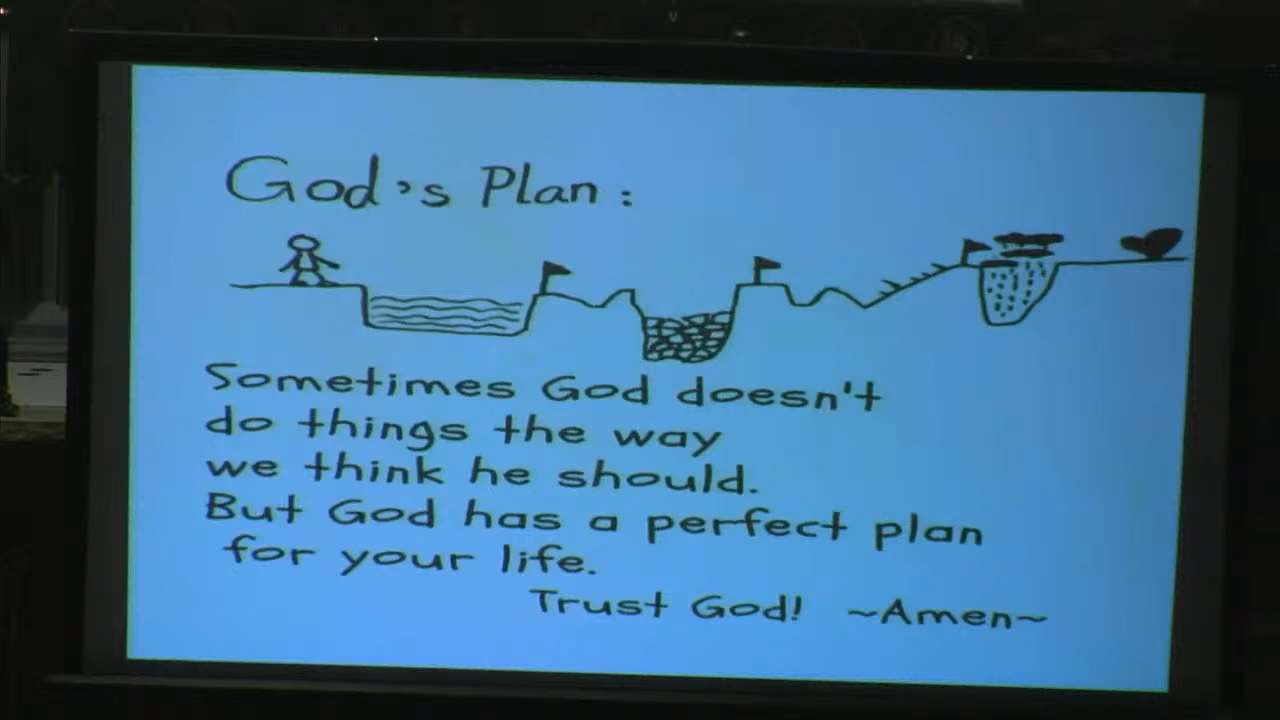 God's Plan:
Sometimes God doesn't
do things the way
we think he should.
But God has a perfect plan
for your life.
Trust God! ~Amen~